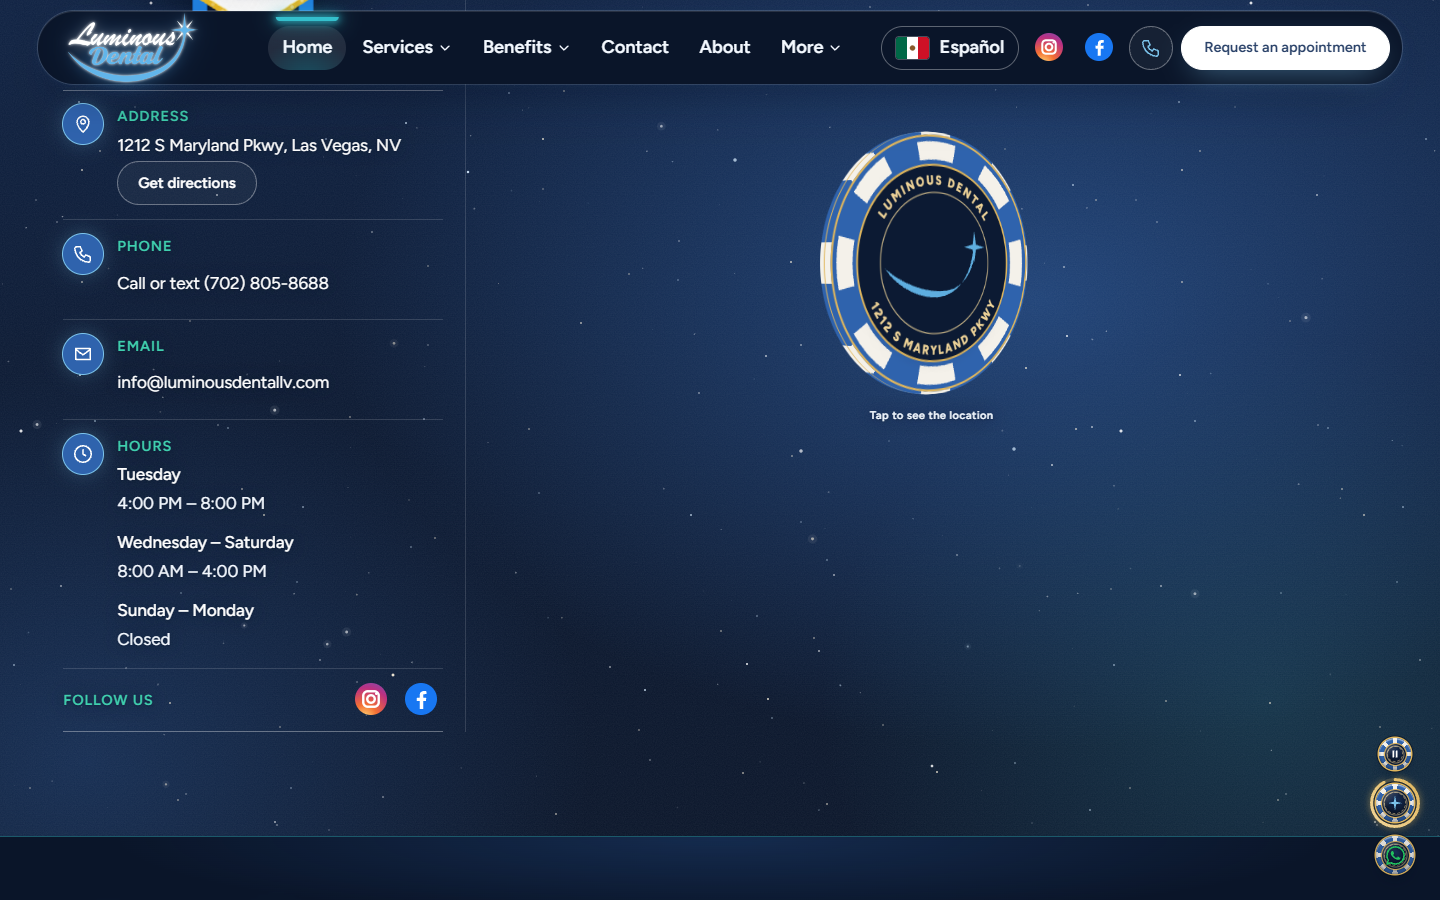 Luminous
Dental
Home
Services
Benefits
Contact
About
More
Español
Request an appointment
ADDRESS
1212 S Maryland Pkwy, Las Vegas, NV
Get directions
PHONE
Call or text (702) 805-8688
EMAIL
info@luminousdentallv.com
HOURS
Tuesday
4:00 PM – 8:00 PM
Wednesday – Saturday
8:00 AM – 4:00 PM
Sunday – Monday
Closed
FOLLOW US
LUMINOUS DENTAL
1212 S MARYLAND PKWY
Tap to see the location